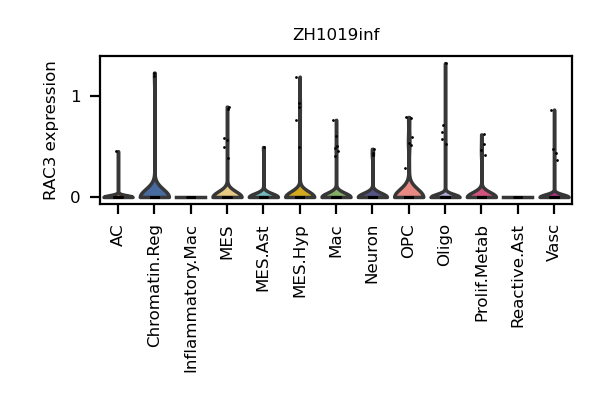 ZH1019inf
RAC3 expression
1
0
AC
Chromatin.Reg
Inflammatory.Mac
MES
MES.Ast
MES.Hyp
Mac
Neuron
OPC
Oligo
Prolif.Metab
Reactive.Ast
Vasc